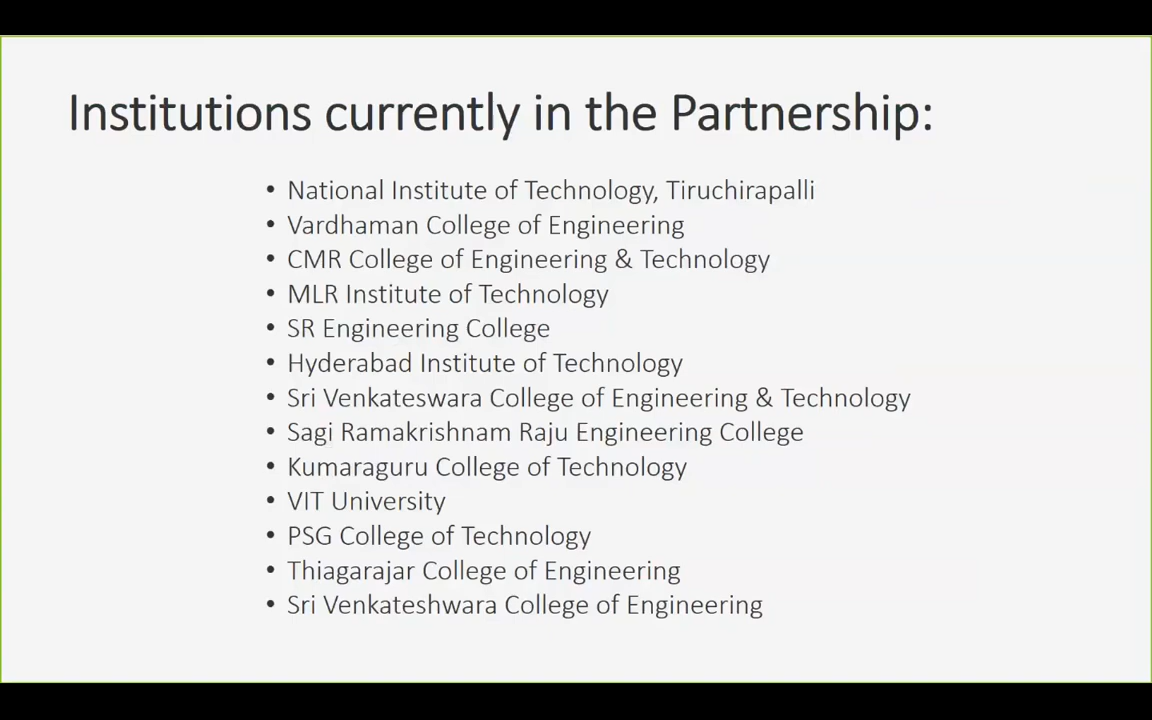 Institutions currently in the Partnership:
• National Institute of Technology, Tiruchirapalli
• Vardhaman College of Engineering
• CMR College of Engineering & Technology
• MLR Institute of Technology
• SR Engineering College
• Hyderabad Institute of Technology
• Sri Venkateswara College of Engineering & Technology
• Sagi Ramakrishnam Raju Engineering College
• Kumaraguru College of Technology
• VIT University
• PSG College of Technology
• Thiagarajar College of Engineering
• Sri Venkateshwara College of Engineering